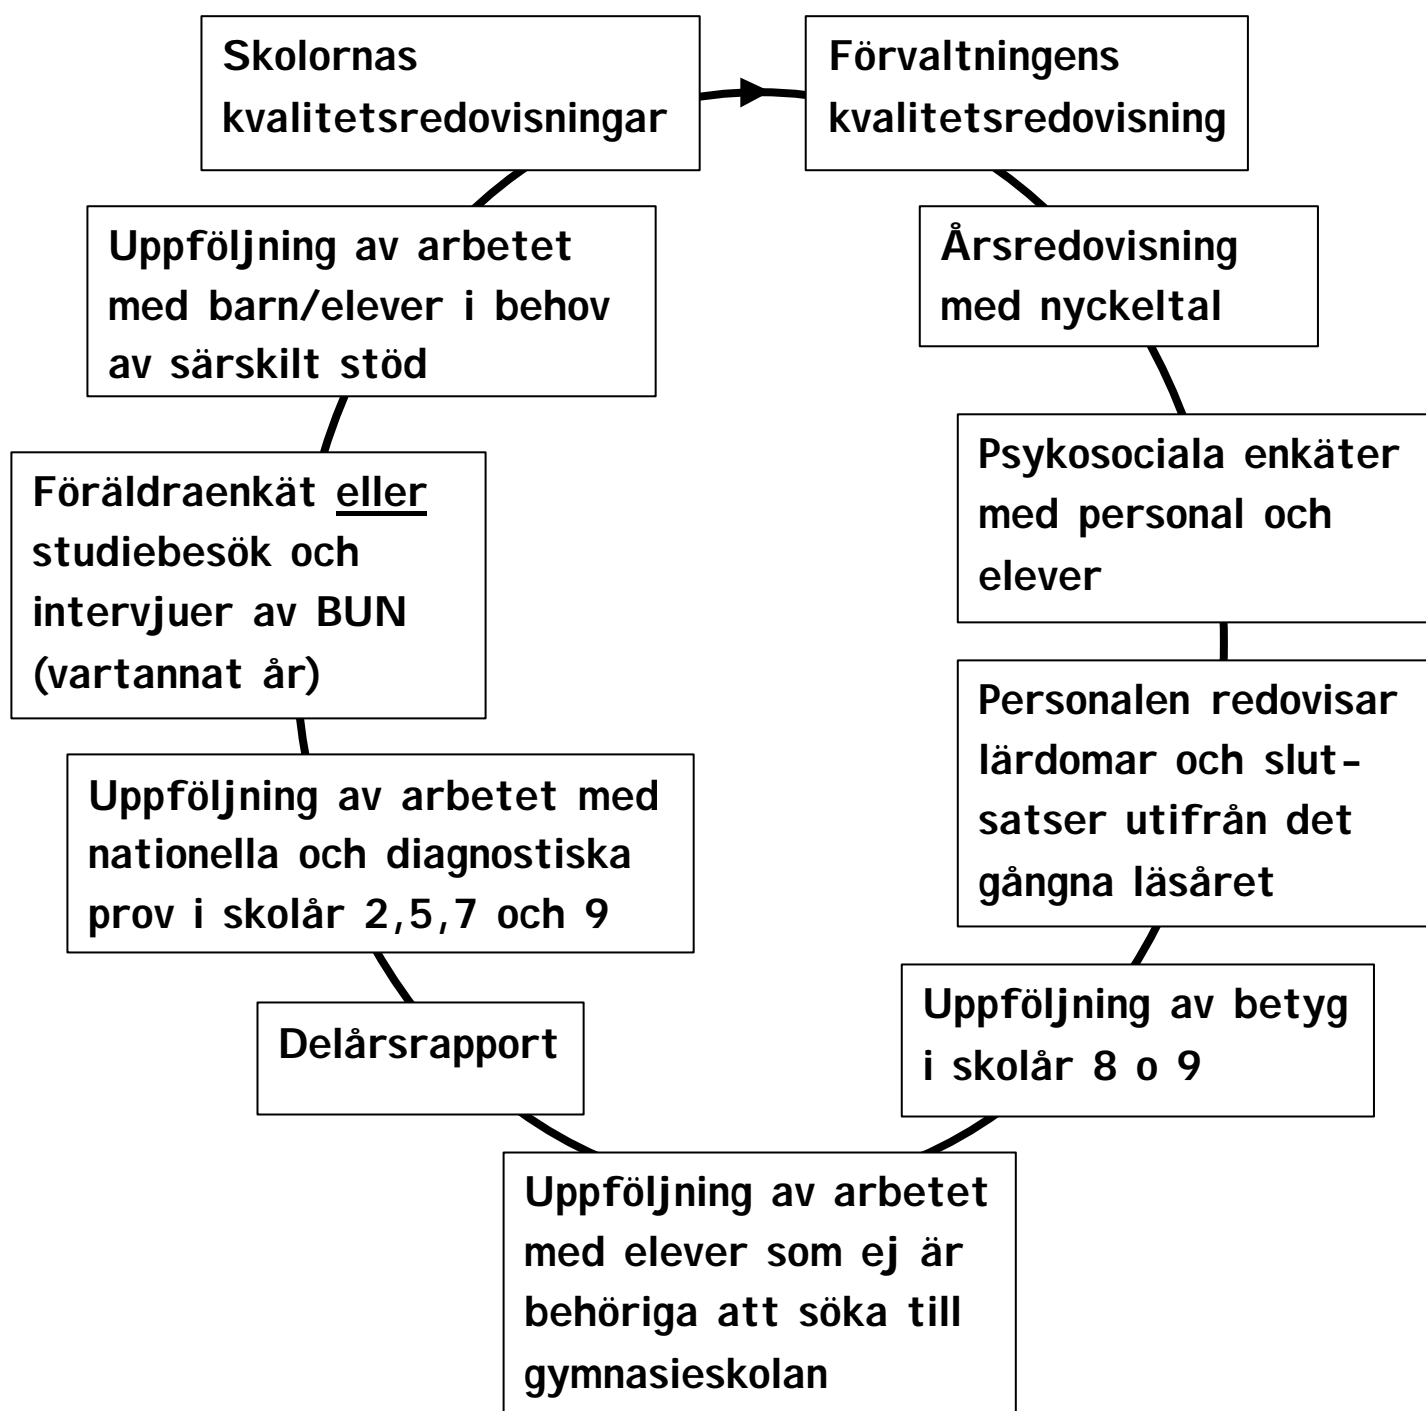 Skolornas
kvalitetsredovisningar
Förvaltningens
kvalitetsredovisning
Årsredovisning
med nyckeltal
Psykosociala enkäter
med personal och
elever
Personalen redovisar
lärdomar och slut-
satser utifrån det
gångna läsåret
Uppföljning av betyg
i skolår 8 o 9
Uppföljning av arbetet
med elever som ej är
behöriga att söka till
gymnasieskolan
Delårsrapport
Uppföljning av arbetet med
nationella och diagnostiska
prov i skolår 2,5,7 och 9
Föräldraenkät eller
studiebesök och
intervjuer av BUN
(vartannat år)
Uppföljning av arbetet
med barn/elever i behov
av särskilt stöd